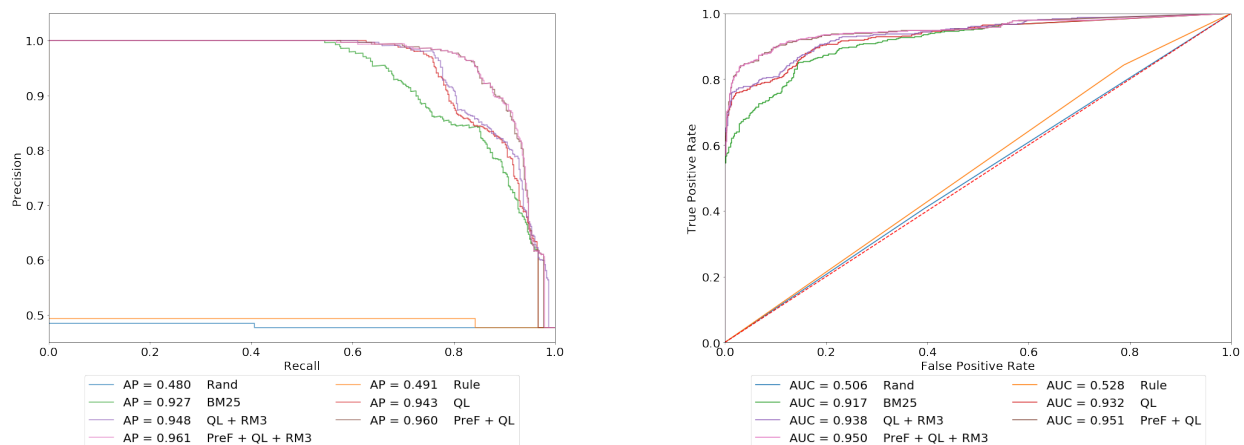 1.0
0.9
0.8
0.7
0.6
0.5
Precision
0.0 0.2 0.4 0.6 0.8 1.0
Recall
AP = 0.480 Rand AP = 0.491 Rule
AP = 0.927 BM25 AP = 0.943 QL
AP = 0.948 QL + RM3 AP = 0.960 PreF + QL
AP = 0.961 PreF + QL + RM3
1.0
0.8
0.6
0.4
0.2
0.0
True Positive Rate
0.0 0.2 0.4 0.6 0.8 1.0
False Positive Rate
AUC = 0.506 Rand AUC = 0.528 Rule
AUC = 0.917 BM25 AUC = 0.932 QL
AUC = 0.938 QL + RM3 AUC = 0.951 PreF + QL
AUC = 0.950 PreF + QL + RM3